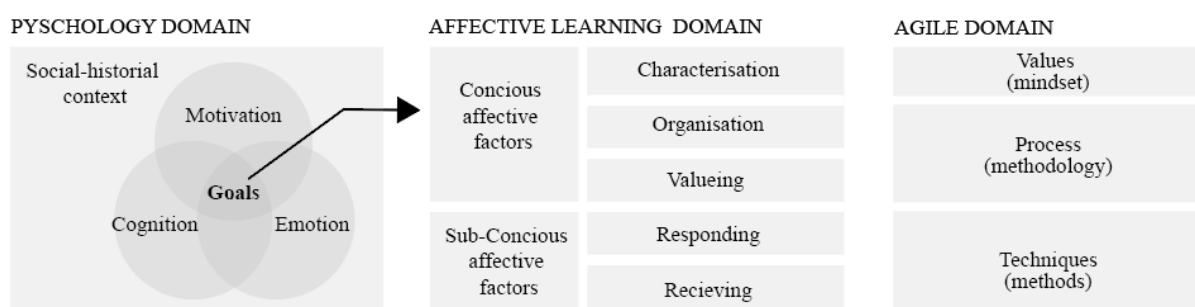 PYSCHOLOGY DOMAIN
Social-historial
context
Motivation
Goals
Cognition
Emotion
AFFECTIVE LEARNING DOMAIN
Concious
affective
factors
Characterisation
Organisation
Valueing
Sub-Concious
affective
factors
Responding
Recieving
AGILE DOMAIN
Values
(mindset)
Process
(methodology)
Techniques
(methods)